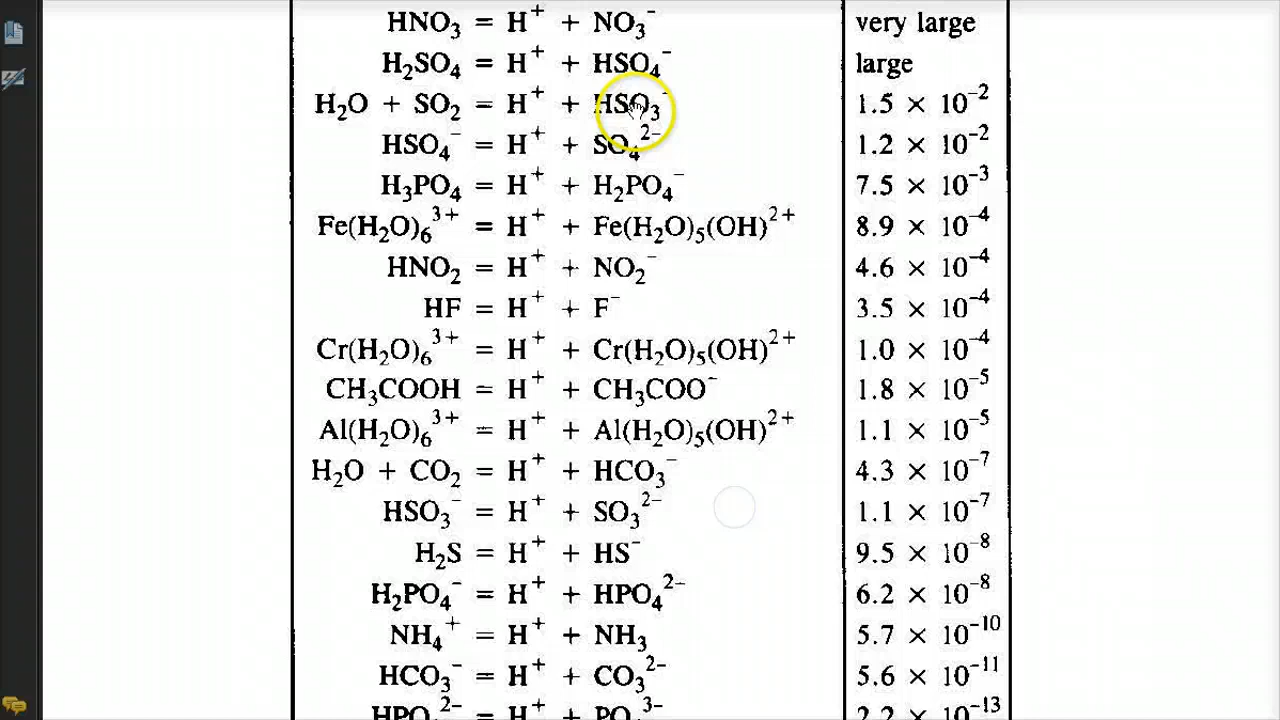 HNO₃ = H⁺ + NO₃⁻ very large
H₂SO₄ = H⁺ + HSO₄⁻ large
H₂O + SO₂ = H⁺ + HSO₃⁻ 1.5 × 10⁻²
HSO₄⁻ = H⁺ + SO₄²⁻ 1.2 × 10⁻²
H₃PO₄ = H⁺ + H₂PO₄⁻ 7.5 × 10⁻³
Fe(H₂O)₆³⁺ = H⁺ + Fe(H₂O)₅(OH)²⁺ 8.9 × 10⁻⁴
HNO₂ = H⁺ + NO₂⁻ 4.6 × 10⁻⁴
HF = H⁺ + F⁻ 3.5 × 10⁻⁴
Cr(H₂O)₆³⁺ = H⁺ + Cr(H₂O)₅(OH)²⁺ 1.0 × 10⁻⁴
CH₃COOH = H⁺ + CH₃COO⁻ 1.8 × 10⁻⁵
Al(H₂O)₆³⁺ = H⁺ + Al(H₂O)₅(OH)²⁺ 1.1 × 10⁻⁵
H₂O + CO₂ = H⁺ + HCO₃⁻ 4.3 × 10⁻⁷
HSO₃⁻ = H⁺ + SO₃²⁻ 1.1 × 10⁻⁷
H₂S = H⁺ + HS⁻ 9.5 × 10⁻⁸
H₂PO₄⁻ = H⁺ + HPO₄²⁻ 6.2 × 10⁻⁸
NH₄⁺ = H⁺ + NH₃ 5.7 × 10⁻¹⁰
HCO₃⁻ = H⁺ + CO₃²⁻ 5.6 × 10⁻¹¹
HPO₄²⁻ = H⁺ + PO₄³⁻ 2.2 × 10⁻¹³